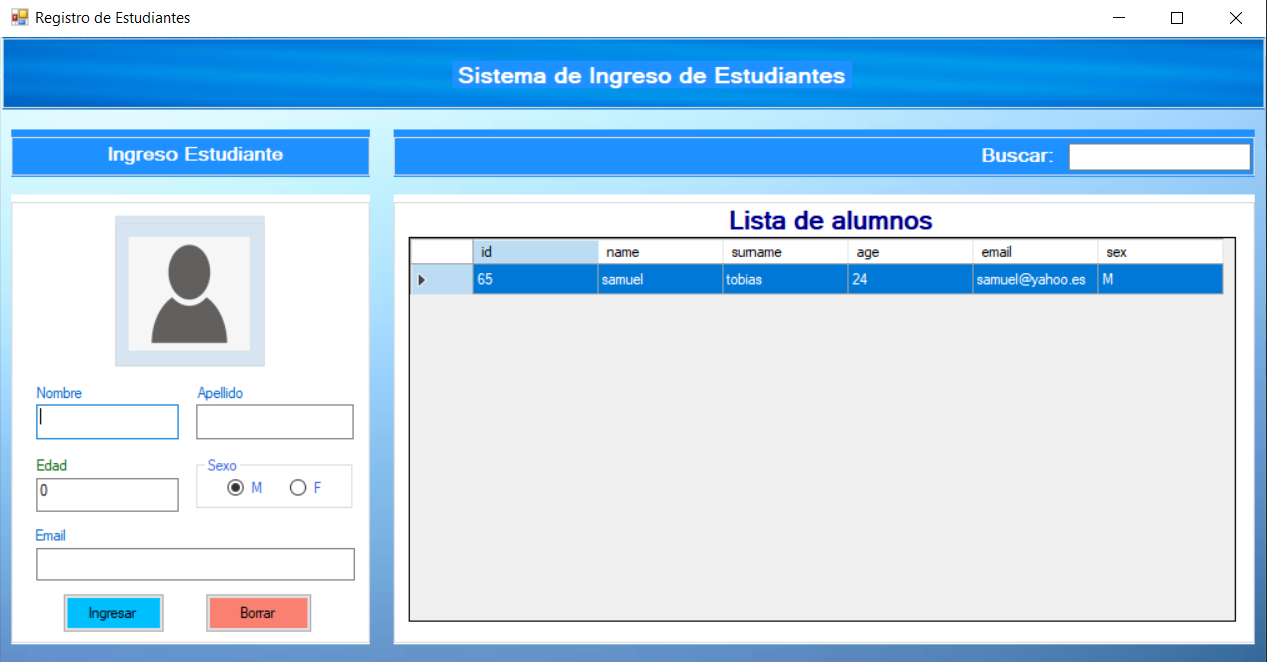 Registro de Estudiantes
Sistema de Ingreso de Estudiantes
Ingreso Estudiante
Buscar:
Nombre
Apellido
Edad
0
Sexo
M
F
Email
Ingresar
Borrar
Lista de alumnos
id name surname age email sex
65 samuel tobias 24 samuel@yahoo.es M